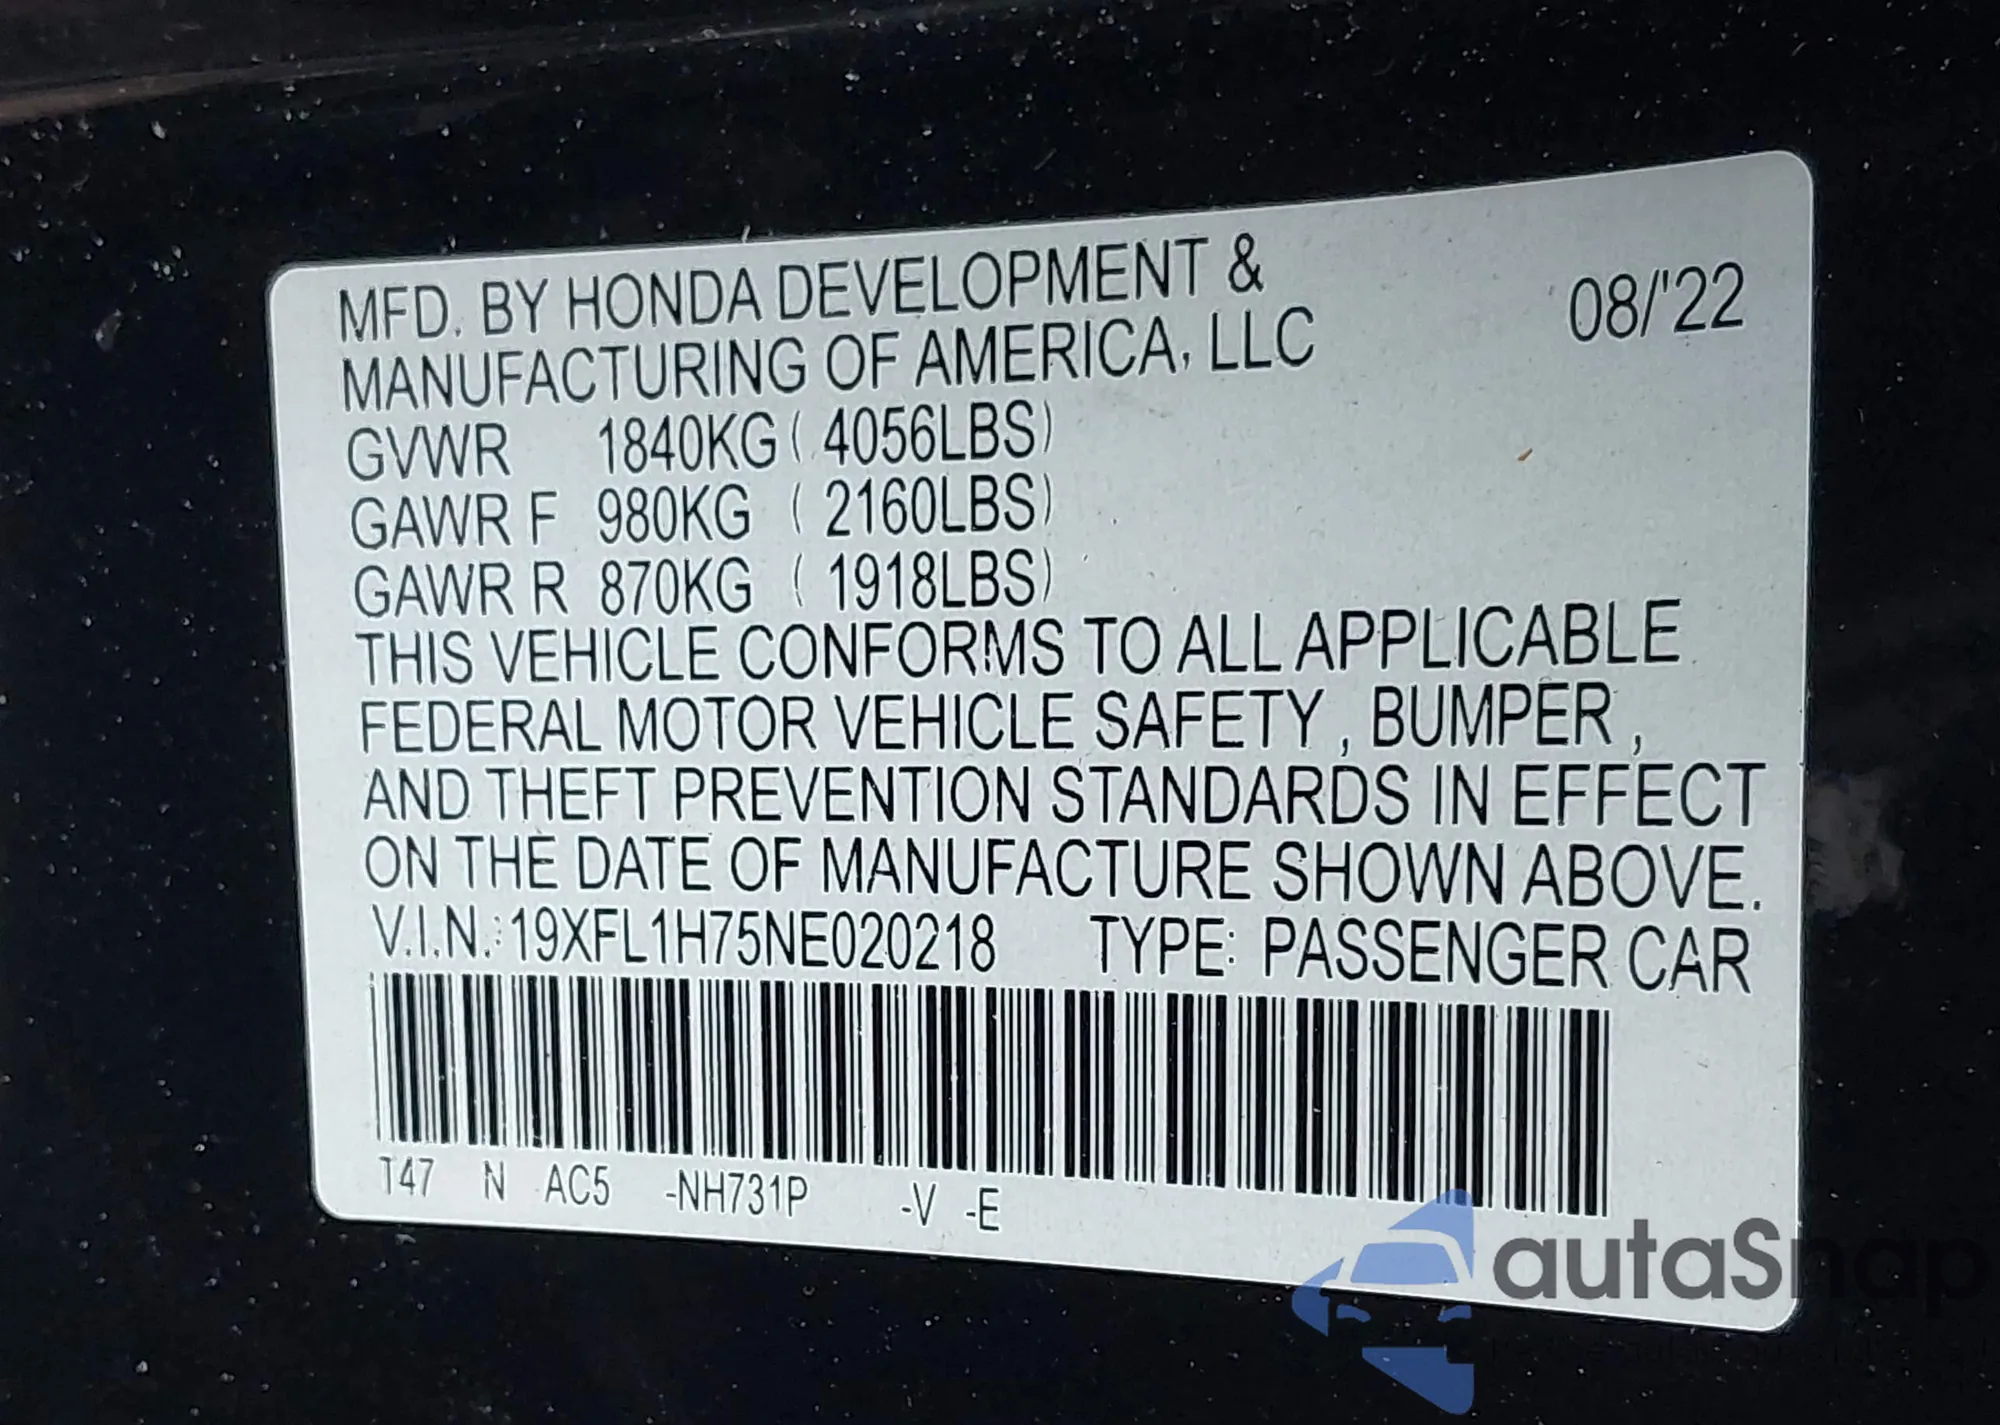 MFD. BY HONDA DEVELOPMENT & 08/'22
MANUFACTURING OF AMERICA, LLC
GVWR 1840KG ( 4056LBS)
GAWR F 980KG ( 2160LBS)
GAWR R 870KG ( 1918LBS)
THIS VEHICLE CONFORMS TO ALL APPLICABLE
FEDERAL MOTOR VEHICLE SAFETY , BUMPER ,
AND THEFT PREVENTION STANDARDS IN EFFECT
ON THE DATE OF MANUFACTURE SHOWN ABOVE.
V.I.N.: 19XFL1H75NE020218 TYPE: PASSENGER CAR
T47 N AC5 -NH731P -V -E
autaSnap